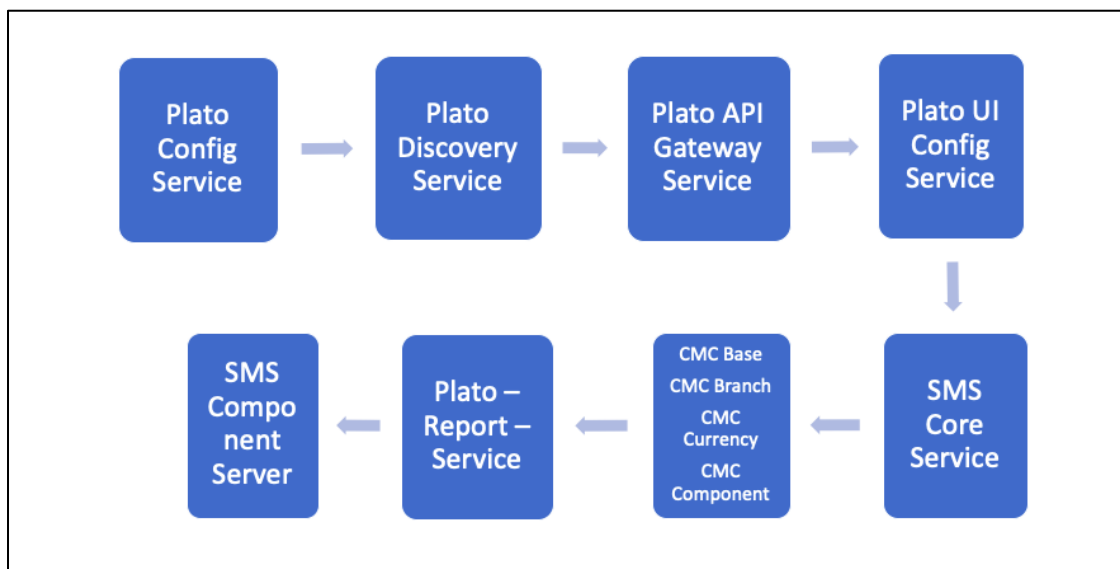 Plato
Config
Service
Plato
Discovery
Service
Plato API
Gateway
Service
Plato UI
Config
Service
SMS
Compo
nent
Server
Plato –
Report –
Service
CMC Base
CMC Branch
CMC
Currency
CMC
Component
SMS
Core
Service